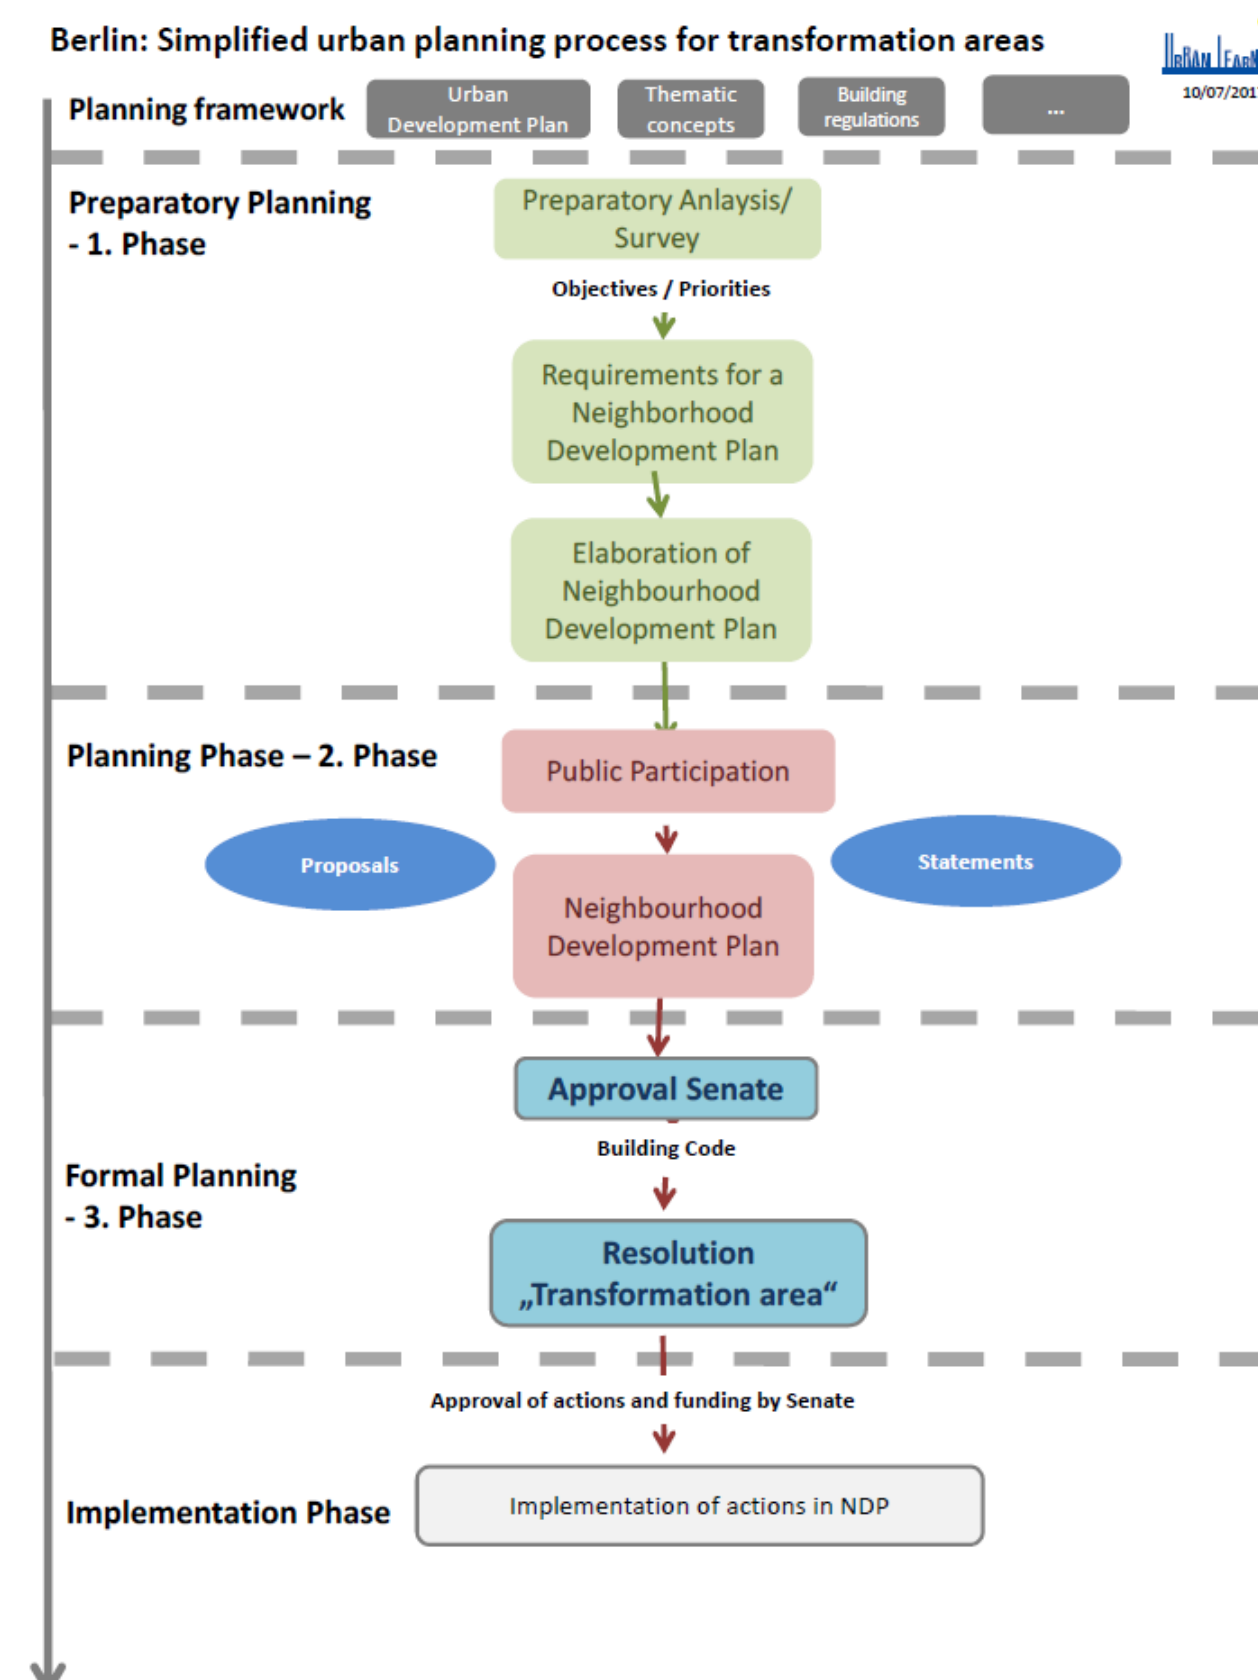 Berlin: Simplified urban planning process for transformation areas
URBAN LEARN
10/07/2017
Planning framework
Urban
Development Plan
Thematic
concepts
Building
regulations
...
Preparatory Planning
- 1. Phase
Preparatory Anlaysis/
Survey
Objectives / Priorities
Requirements for a
Neighborhood
Development Plan
Elaboration of
Neighbourhood
Development Plan
Planning Phase – 2. Phase
Public Participation
Proposals
Statements
Neighbourhood
Development Plan
Approval Senate
Building Code
Formal Planning
- 3. Phase
Resolution
„Transformation area“
Approval of actions and funding by Senate
Implementation Phase
Implementation of actions in NDP